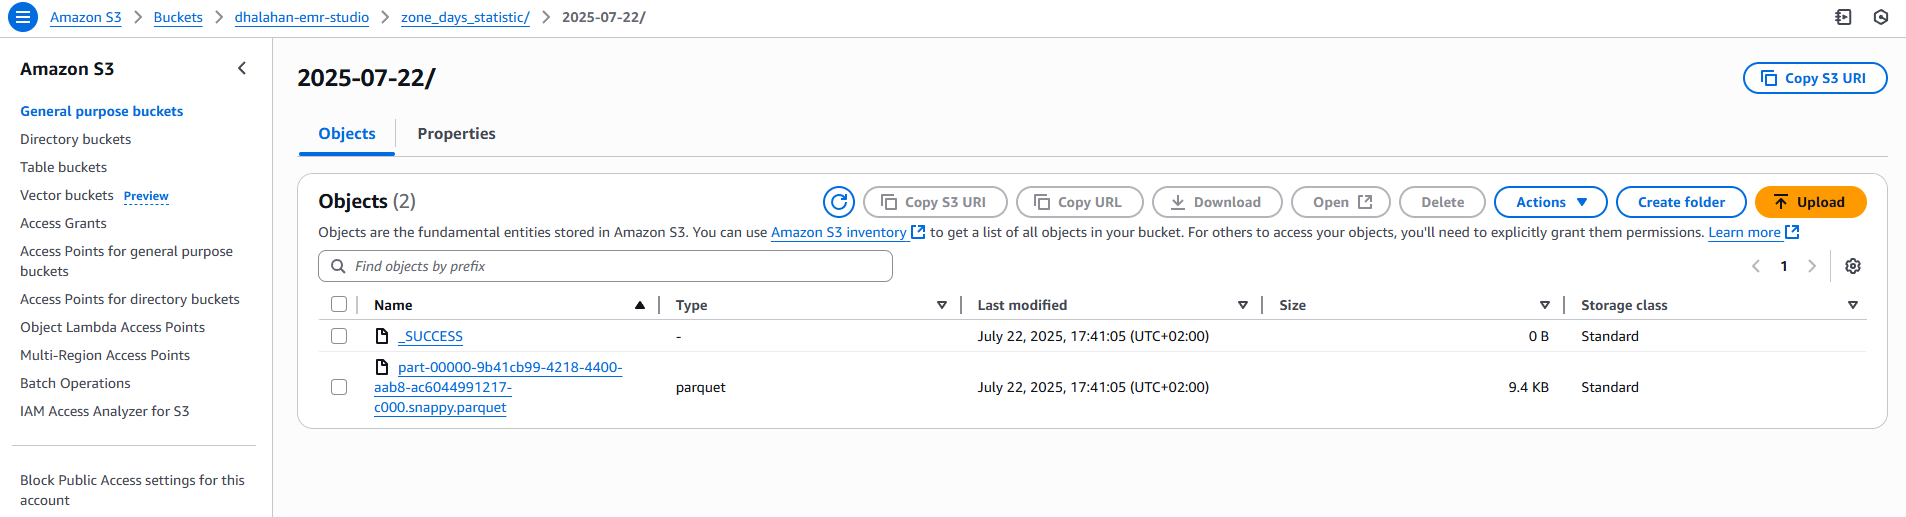 Amazon S3 > Buckets > dhalahan-emr-studio > zone_days_statistic/ > 2025-07-22/
Amazon S3
General purpose buckets
Directory buckets
Table buckets
Vector buckets Preview
Access Grants
Access Points for general purpose
buckets
Access Points for directory buckets
Object Lambda Access Points
Multi-Region Access Points
Batch Operations
IAM Access Analyzer for S3
Block Public Access settings for this
account
2025-07-22/
Copy S3 URI
Objects
Properties
Objects (2)
Copy S3 URI
Copy URL
Download
Open
Delete
Actions
Create folder
Upload
Objects are the fundamental entities stored in Amazon S3. You can use Amazon S3 inventory to get a list of all objects in your bucket. For others to access your objects, you'll need to explicitly grant them permissions. Learn more
Find objects by prefix
1
Name Type Last modified Size Storage class
_SUCCESS - July 22, 2025, 17:41:05 (UTC+02:00) 0 B Standard
part-00000-9b41cb99-4218-4400-
aab8-ac6044991217- parquet July 22, 2025, 17:41:05 (UTC+02:00) 9.4 KB Standard
c000.snappy.parquet